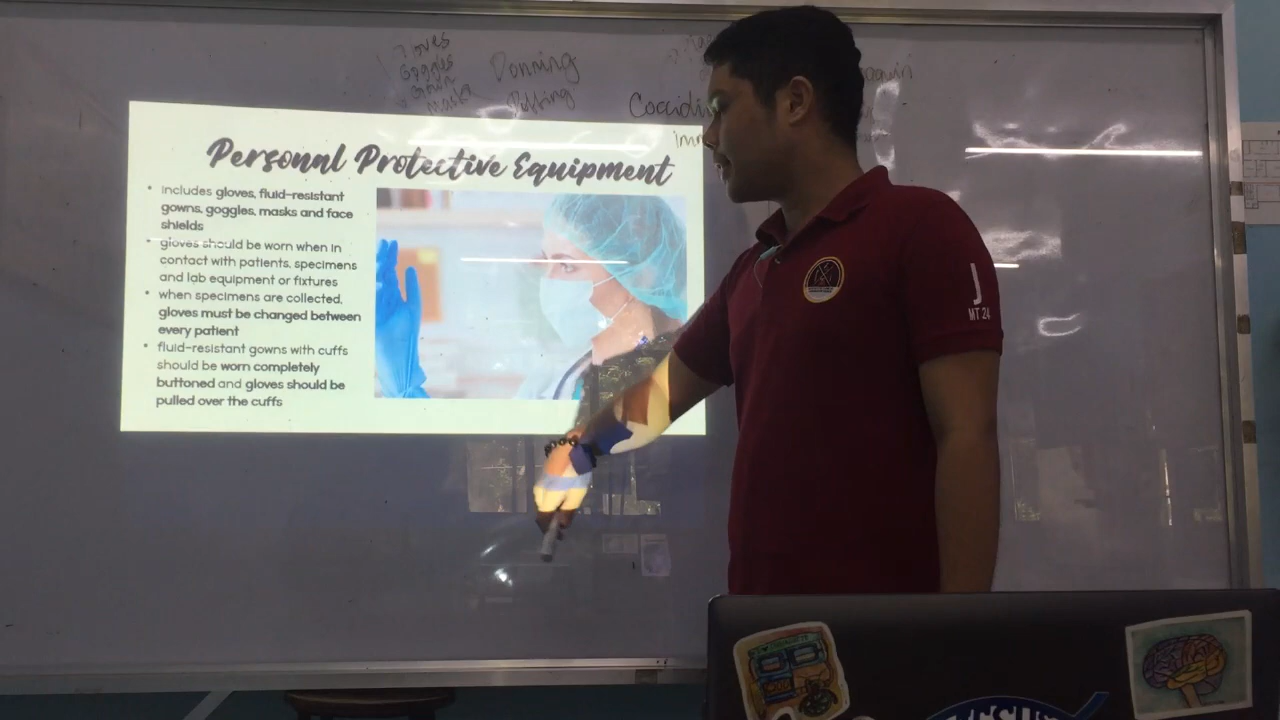 Gloves
Goggles
Gown
Mask
Donning
Doffing
Personal Protective Equipment
• includes gloves, fluid-resistant
gowns, goggles, masks and face
shields
• gloves should be worn when in
contact with patients, specimens
and lab equipment or fixtures
• when specimens are collected,
gloves must be changed between
every patient
• fluid-resistant gowns with cuffs
should be worn completely
buttoned and gloves should be
pulled over the cuffs
J
MT 24